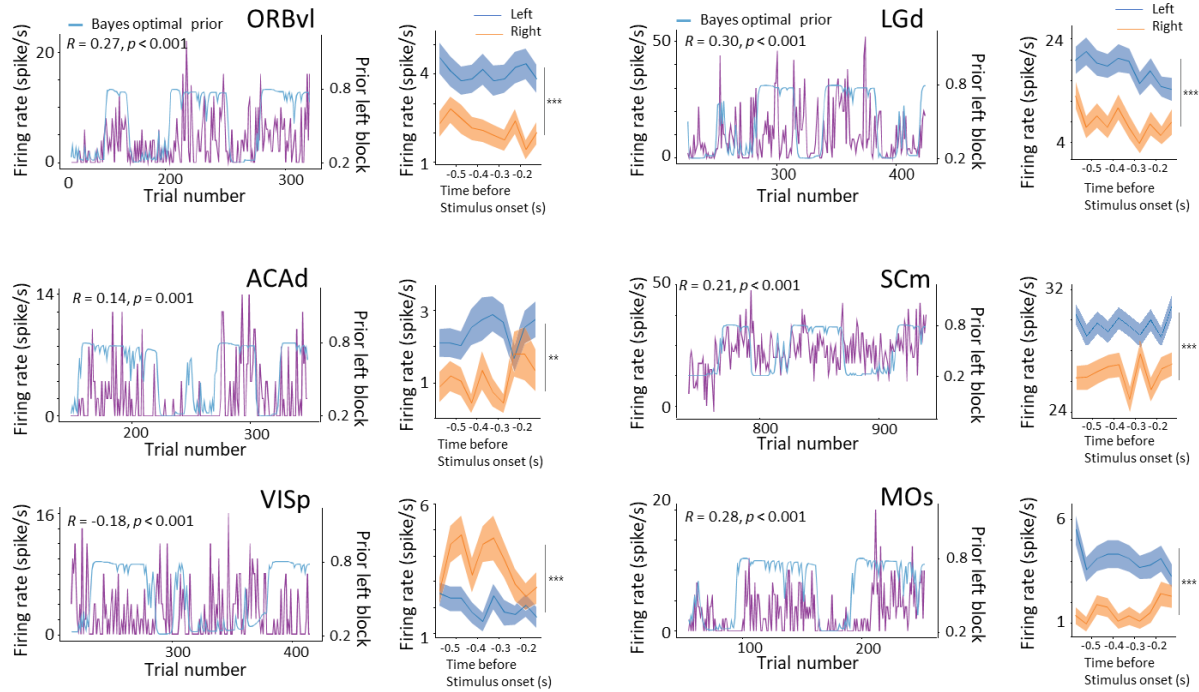 ORBvl
Bayes optimal prior
R = 0.27, p < 0.001
Firing rate (spike/s)
20
0
0.8
0.2
Prior left block
0
200
300
Trial number
Firing rate (spike/s)
4
1
***
-0.5 -0.4 -0.3 -0.2
Time before
Stimulus onset (s)
Left
Right
LGd
Bayes optimal prior
R = 0.30, p < 0.001
Firing rate (spike/s)
50
0
0.8
0.2
Prior left block
300
400
Trial number
Left
Right
Firing rate (spike/s)
24
4
***
-0.5 -0.4 -0.3 -0.2
Time before
Stimulus onset (s)
ACAd
R = 0.14, p = 0.001
Firing rate (spike/s)
14
0
0.8
0.2
Prior left block
200
300
Trial number
Firing rate (spike/s)
3
1
**
-0.5 -0.4 -0.3 -0.2
Time before
Stimulus onset (s)
SCm
R = 0.21, p < 0.001
Firing rate (spike/s)
50
0
0.8
0.2
Prior left block
800
900
Trial number
Firing rate (spike/s)
32
24
***
-0.5 -0.4 -0.3 -0.2
Time before
Stimulus onset (s)
VISp
R = -0.18, p < 0.001
Firing rate (spike/s)
16
0
0.8
0.2
Prior left block
300
400
Trial number
Firing rate (spike/s)
6
1
***
-0.5 -0.4 -0.3 -0.2
Time before
Stimulus onset (s)
MOs
R = 0.28, p < 0.001
Firing rate (spike/s)
20
0
0.8
0.2
Prior left block
100
200
Trial number
Firing rate (spike/s)
6
1
***
-0.5 -0.4 -0.3 -0.2
Time before
Stimulus onset (s)